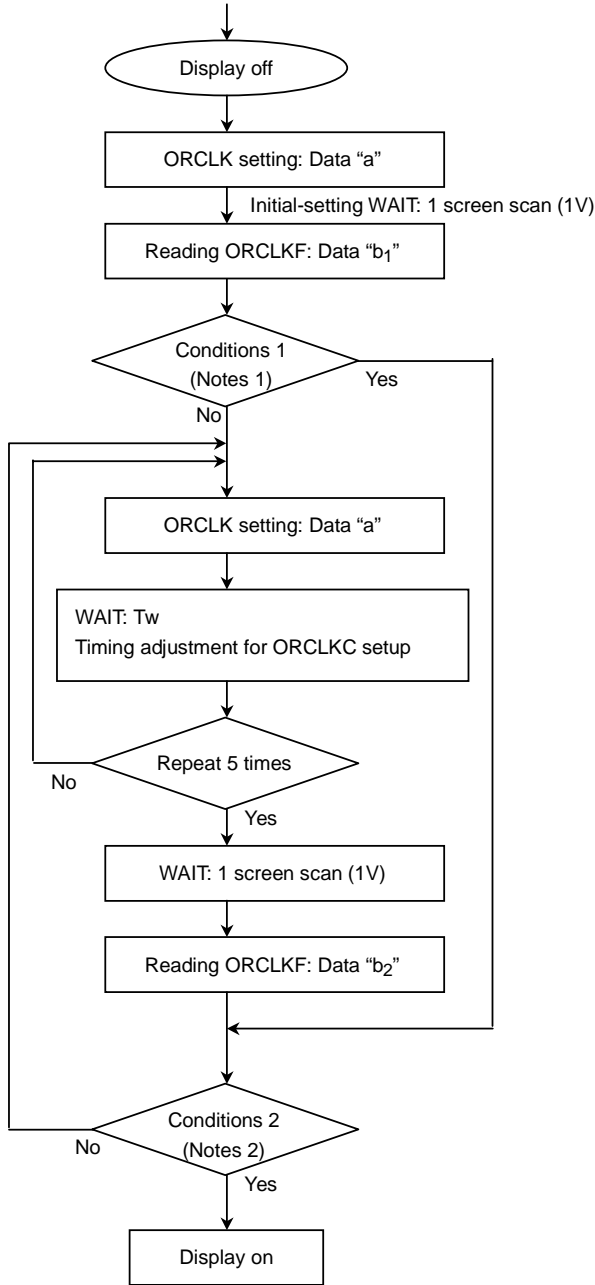 Display off
ORCLK setting: Data “a”
Initial-setting WAIT: 1 screen scan (1V)
Reading ORCLKF: Data “b1”
Conditions 1
(Notes 1)
Yes
No
ORCLK setting: Data “a”
WAIT: Tw
Timing adjustment for ORCLKC setup
Repeat 5 times
No
Yes
WAIT: 1 screen scan (1V)
Reading ORCLKF: Data “b2”
Conditions 2
(Notes 2)
No
Yes
Display on